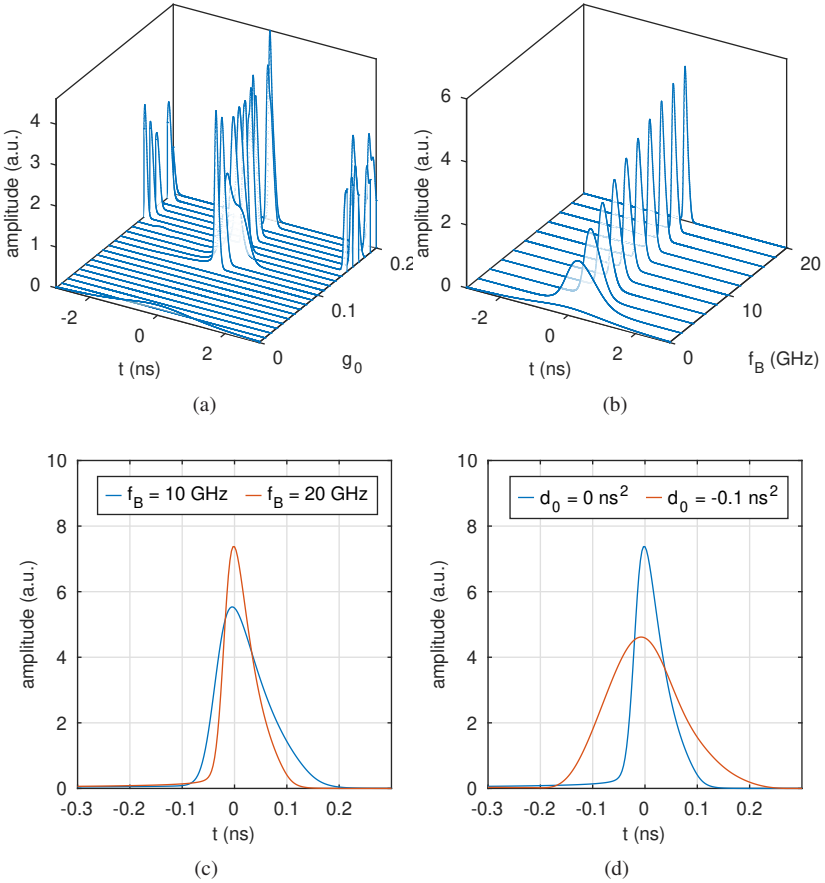 4
3
2
1
0
amplitude (a.u.)
-2
0
2
t (ns)
0
0.1
0.2
g0
(a)
6
4
2
0
amplitude (a.u.)
-2
0
2
t (ns)
0
10
20
fB (GHz)
(b)
10
8
6
4
2
0
amplitude (a.u.)
fB = 10 GHz fB = 20 GHz
-0.3 -0.2 -0.1 0 0.1 0.2
t (ns)
(c)
10
8
6
4
2
0
amplitude (a.u.)
d0 = 0 ns2 d0 = -0.1 ns2
-0.3 -0.2 -0.1 0 0.1 0.2
t (ns)
(d)